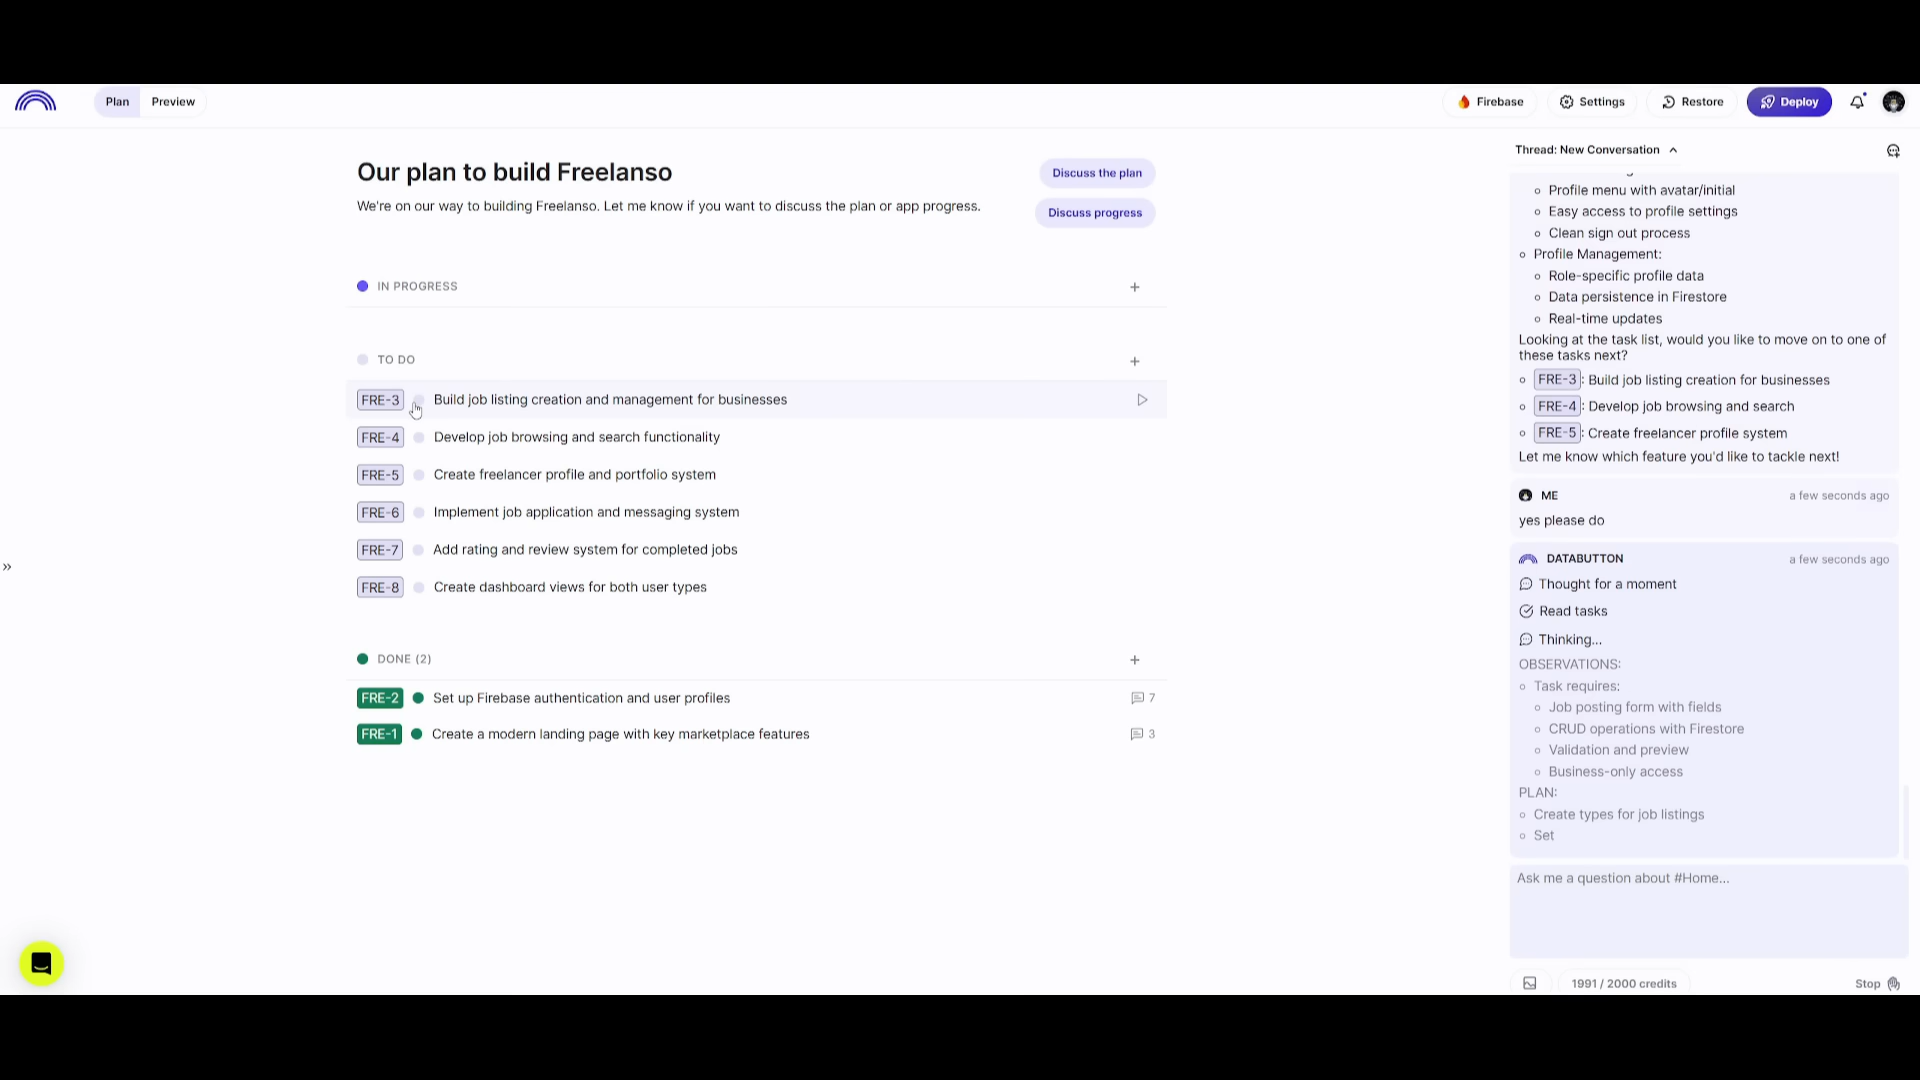 Plan
Preview
Firebase
Settings
Restore
Deploy
Our plan to build Freelanso
We're on our way to building Freelanso. Let me know if you want to discuss the plan or app progress.
Discuss the plan
Discuss progress
IN PROGRESS
TO DO
FRE-3 Build job listing creation and management for businesses
FRE-4 Develop job browsing and search functionality
FRE-5 Create freelancer profile and portfolio system
FRE-6 Implement job application and messaging system
FRE-7 Add rating and review system for completed jobs
FRE-8 Create dashboard views for both user types
DONE (2)
FRE-2 Set up Firebase authentication and user profiles 7
FRE-1 Create a modern landing page with key marketplace features 3
Thread: New Conversation
Profile menu with avatar/initial
Easy access to profile settings
Clean sign out process
Profile Management:
Role-specific profile data
Data persistence in Firestore
Real-time updates
Looking at the task list, would you like to move on to one of
these tasks next?
FRE-3: Build job listing creation for businesses
FRE-4: Develop job browsing and search
FRE-5: Create freelancer profile system
Let me know which feature you'd like to tackle next!
ME a few seconds ago
yes please do
DATABUTTON a few seconds ago
Thought for a moment
Read tasks
Thinking...
OBSERVATIONS:
Task requires:
Job posting form with fields
CRUD operations with Firestore
Validation and preview
Business-only access
PLAN:
Create types for job listings
Set
Ask me a question about #Home...
1991 / 2000 credits
Stop